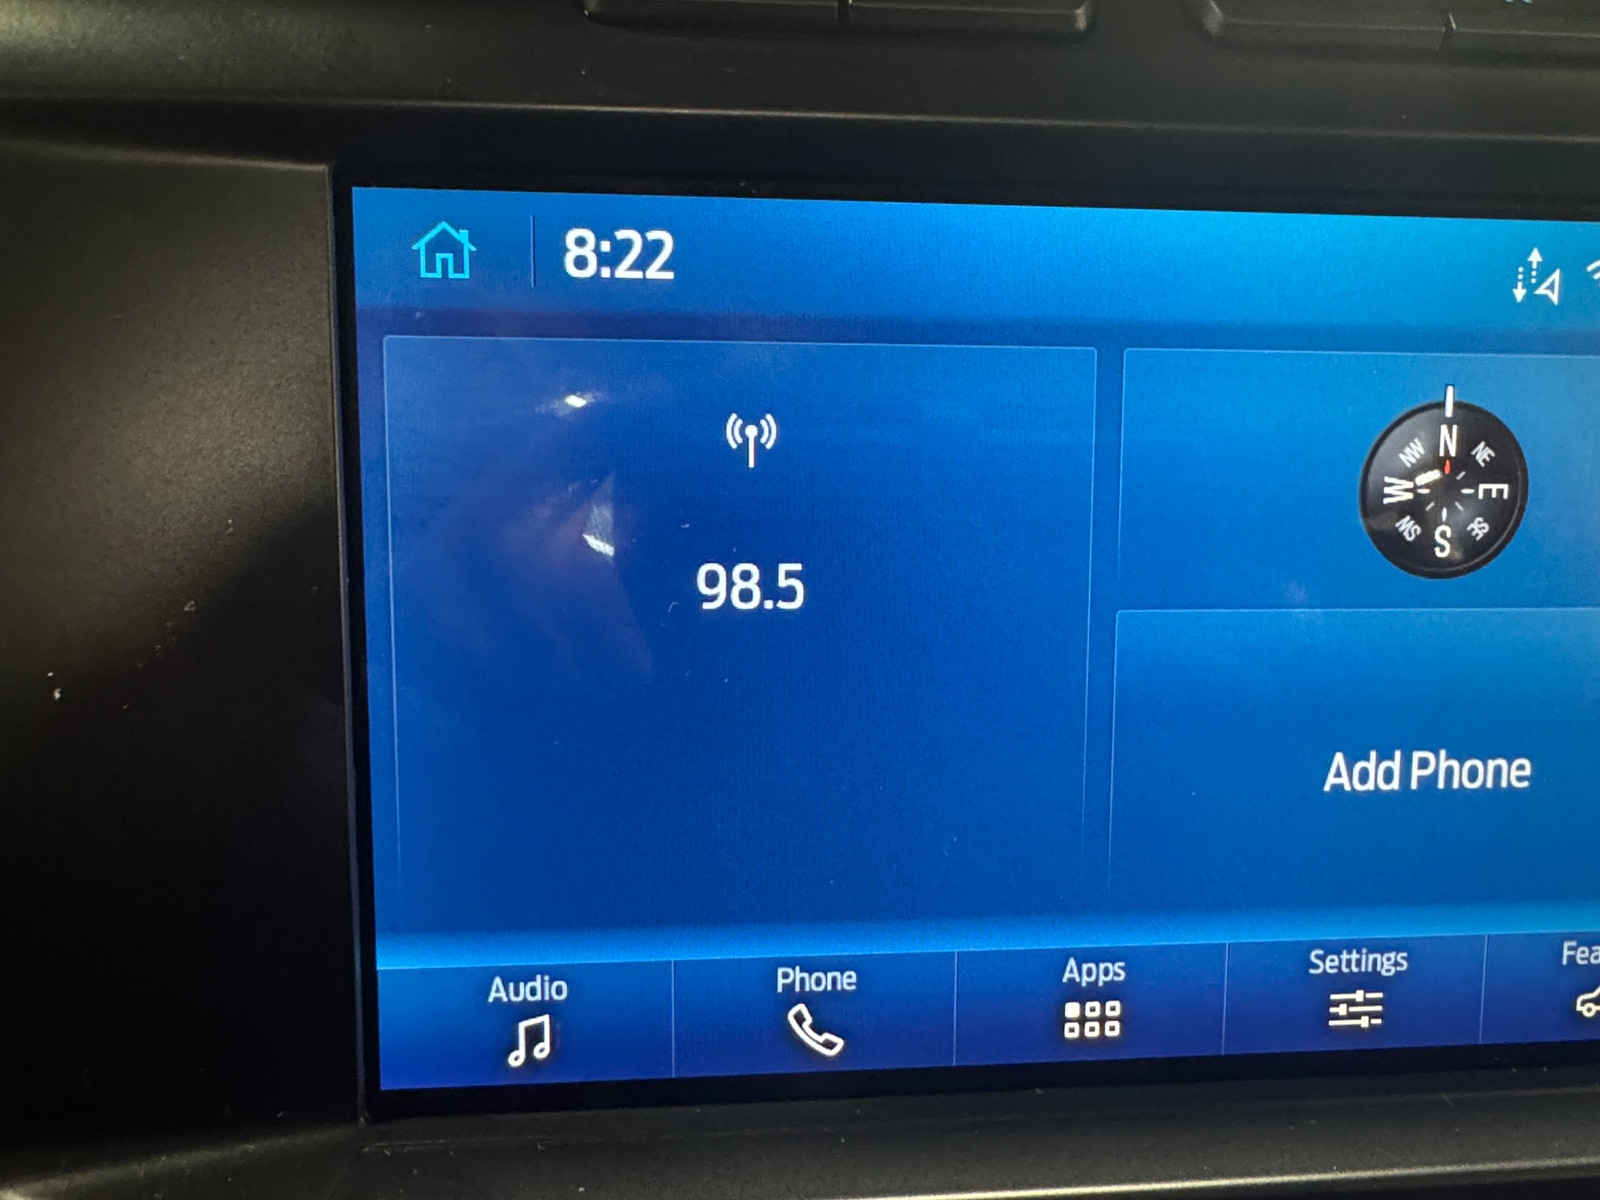 8:22
98.5
N
NE
E
SE
S
SW
W
NW
Add Phone
Audio
Phone
Apps
Settings
Fea